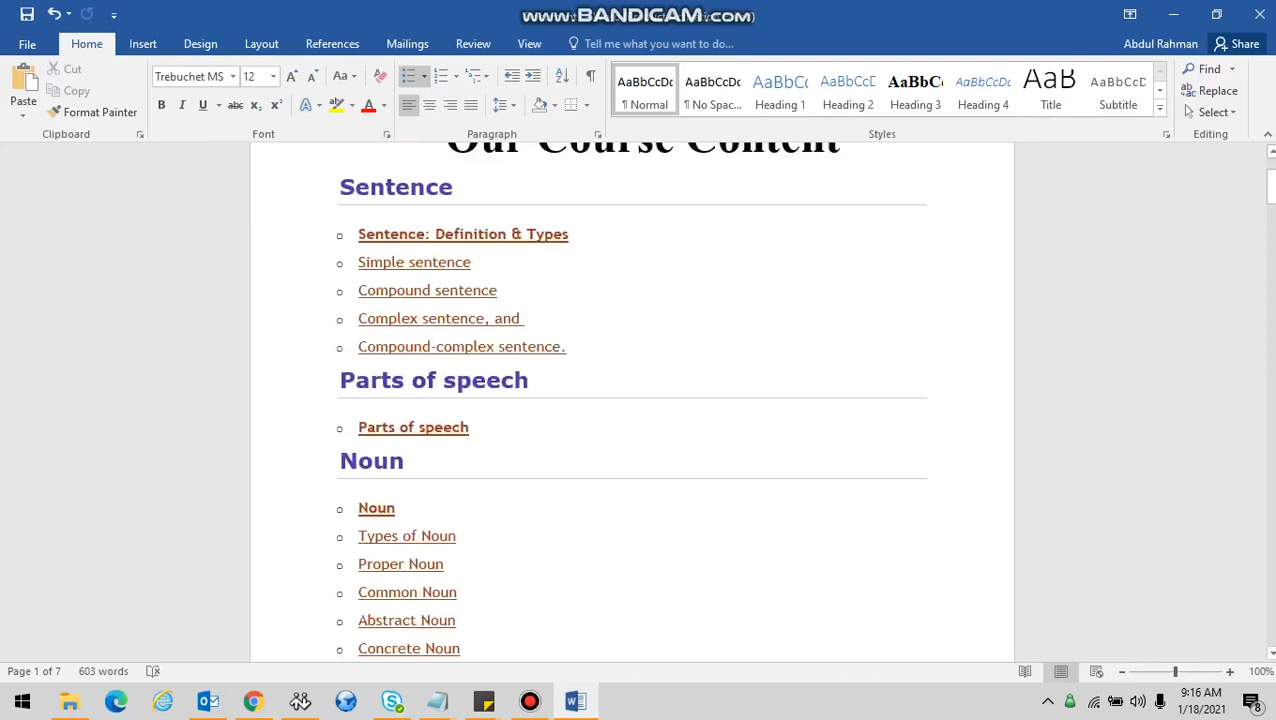 www.BANDICAM.com
File Home Insert Design Layout References Mailings Review View Tell me what you want to do... Abdul Rahman Share
Paste
Cut
Copy
Format Painter
Clipboard
Trebuchet MS 12
Font
Paragraph
AaBbCcDc AaBbCcDc AaBbC AaBbCcD AaBbCc AaBbCcDd AaB AaBbCcDd
¶ Normal ¶ No Spac... Heading 1 Heading 2 Heading 3 Heading 4 Title Subtitle
Styles
Find
Replace
Select
Editing
Our Course Content
Sentence
Sentence: Definition & Types
Simple sentence
Compound sentence
Complex sentence, and
Compound-complex sentence.
Parts of speech
Parts of speech
Noun
Noun
Types of Noun
Proper Noun
Common Noun
Abstract Noun
Concrete Noun
Page 1 of 7 603 words 100%
9:16 AM
1/18/2021
8